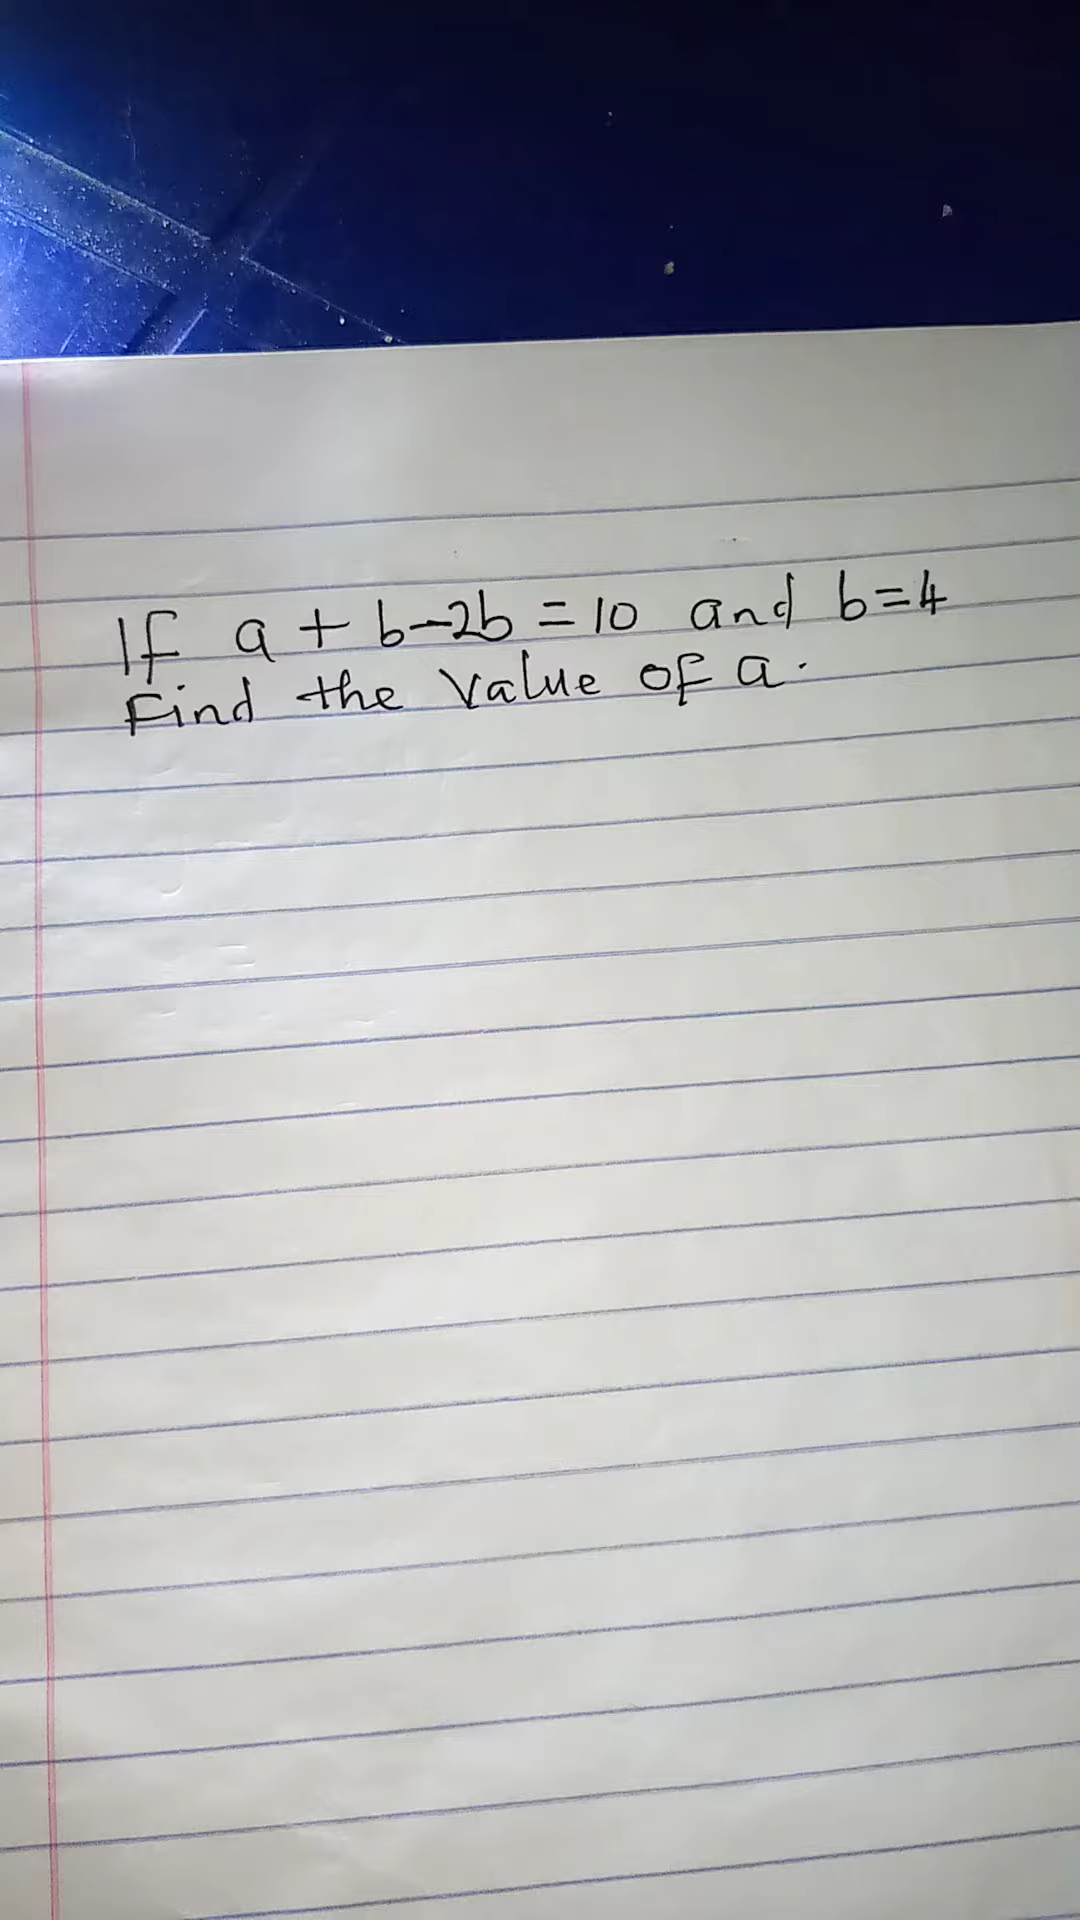 If a + b-2b = 10 and b=4
Find the value of a.